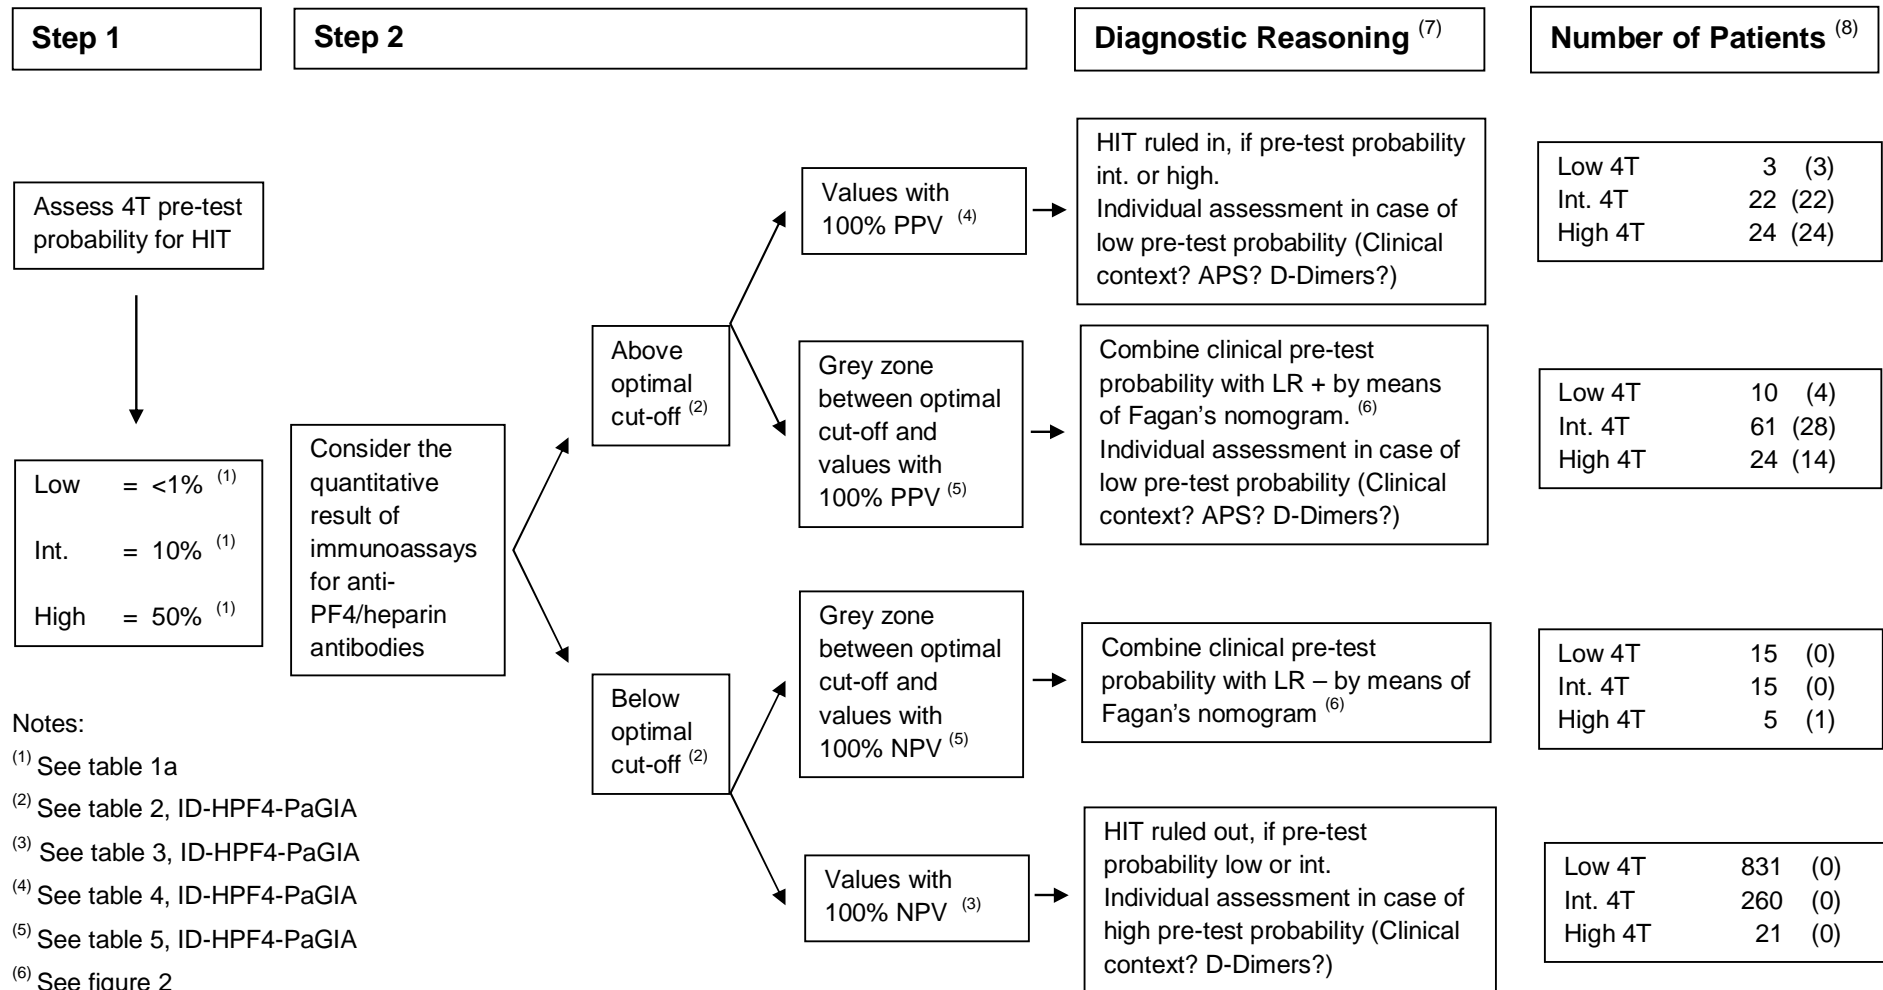 Step 1
Step 2
Diagnostic Reasoning (7)
Number of Patients (8)
Assess 4T pre-test
probability for HIT
Low = <1% (1)
Int. = 10% (1)
High = 50% (1)
Consider the
quantitative
result of
immunoassays
for anti-
PF4/heparin
antibodies
Above
optimal
cut-off (2)
Below
optimal
cut-off (2)
Values with
100% PPV (4)
Grey zone
between optimal
cut-off and
values with
100% PPV (5)
Grey zone
between optimal
cut-off and
values with
100% NPV (5)
Values with
100% NPV (3)
HIT ruled in, if pre-test probability
int. or high.
Individual assessment in case of
low pre-test probability (Clinical
context? APS? D-Dimers?)
Combine clinical pre-test
probability with LR + by means
of Fagan’s nomogram. (6)
Individual assessment in case of
low pre-test probability (Clinical
context? APS? D-Dimers?)
Combine clinical pre-test
probability with LR – by means of
Fagan’s nomogram (6)
HIT ruled out, if pre-test
probability low or int.
Individual assessment in case of
high pre-test probability (Clinical
context? D-Dimers?)
Low 4T 3 (3)
Int. 4T 22 (22)
High 4T 24 (24)
Low 4T 10 (4)
Int. 4T 61 (28)
High 4T 24 (14)
Low 4T 15 (0)
Int. 4T 15 (0)
High 4T 5 (1)
Low 4T 831 (0)
Int. 4T 260 (0)
High 4T 21 (0)
Notes:
(1) See table 1a
(2) See table 2, ID-HPF4-PaGIA
(3) See table 3, ID-HPF4-PaGIA
(4) See table 4, ID-HPF4-PaGIA
(5) See table 5, ID-HPF4-PaGIA
(6) See figure 2